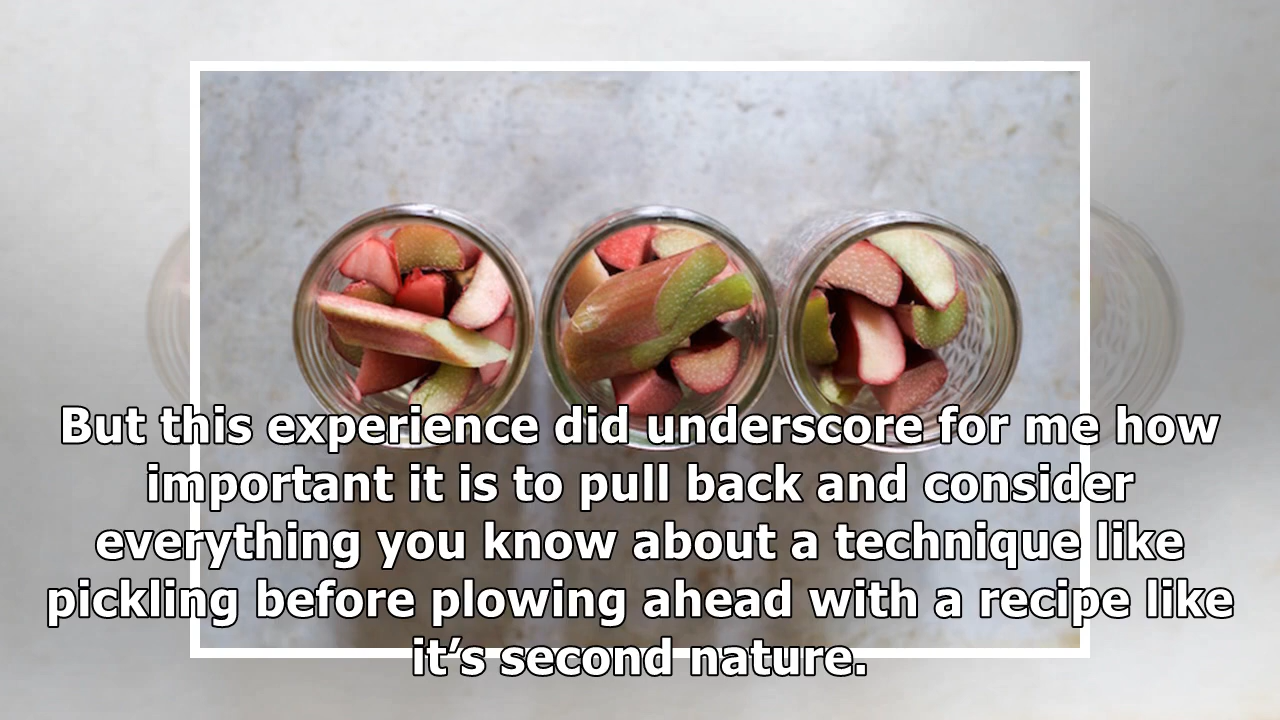 But this experience did underscore for me how
important it is to pull back and consider
everything you know about a technique like
pickling before plowing ahead with a recipe like
it’s second nature.